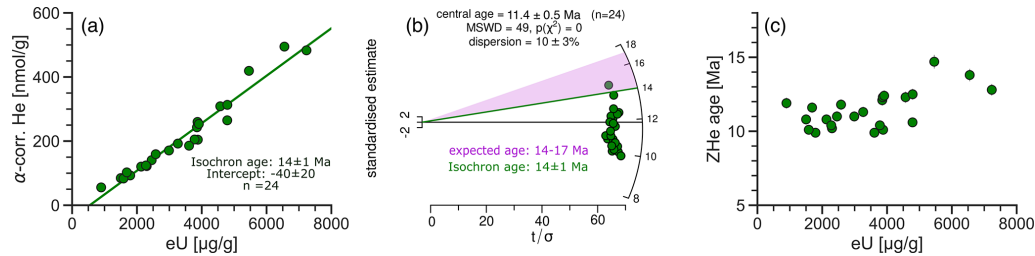 (a)
600
400
200
0
α-corr. He [nmol/g]
Isochron age: 14±1 Ma
Intercept: -40±20
n =24
0
2000
4000
6000
8000
eU [µg/g]
(b)
central age = 11.4 ± 0.5 Ma (n=24)
MSWD = 49, p(χ²) = 0
dispersion = 10 ± 3%
standardised estimate
2
2
-2
18
16
14
12
10
8
expected age: 14-17 Ma
Isochron age: 14±1 Ma
0
20
40
60
t/σ
(c)
15
10
5
ZHe age [Ma]
0
2000
4000
6000
8000
eU [µg/g]